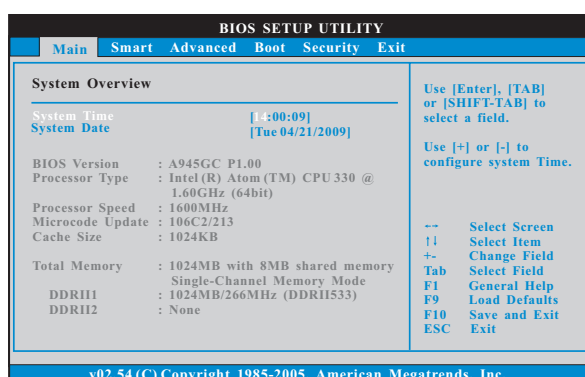 BIOS SETUP UTILITY
Main Smart Advanced Boot Security Exit
System Overview
System Time [14:00:09]
System Date [Tue 04/21/2009]
BIOS Version : A945GC P1.00
Processor Type : Intel (R) Atom (TM) CPU 330 @
1.60GHz (64bit)
Processor Speed : 1600MHz
Microcode Update : 106C2/213
Cache Size : 1024KB
Total Memory : 1024MB with 8MB shared memory
Single-Channel Memory Mode
DDRII1 : 1024MB/266MHz (DDRII533)
DDRII2 : None
Use [Enter], [TAB]
or [SHIFT-TAB] to
select a field.
Use [+] or [-] to
configure system Time.
←→ Select Screen
↑↓ Select Item
+- Change Field
Tab Select Field
F1 General Help
F9 Load Defaults
F10 Save and Exit
ESC Exit
v02.54 (C) Copyright 1985-2005, American Megatrends, Inc.